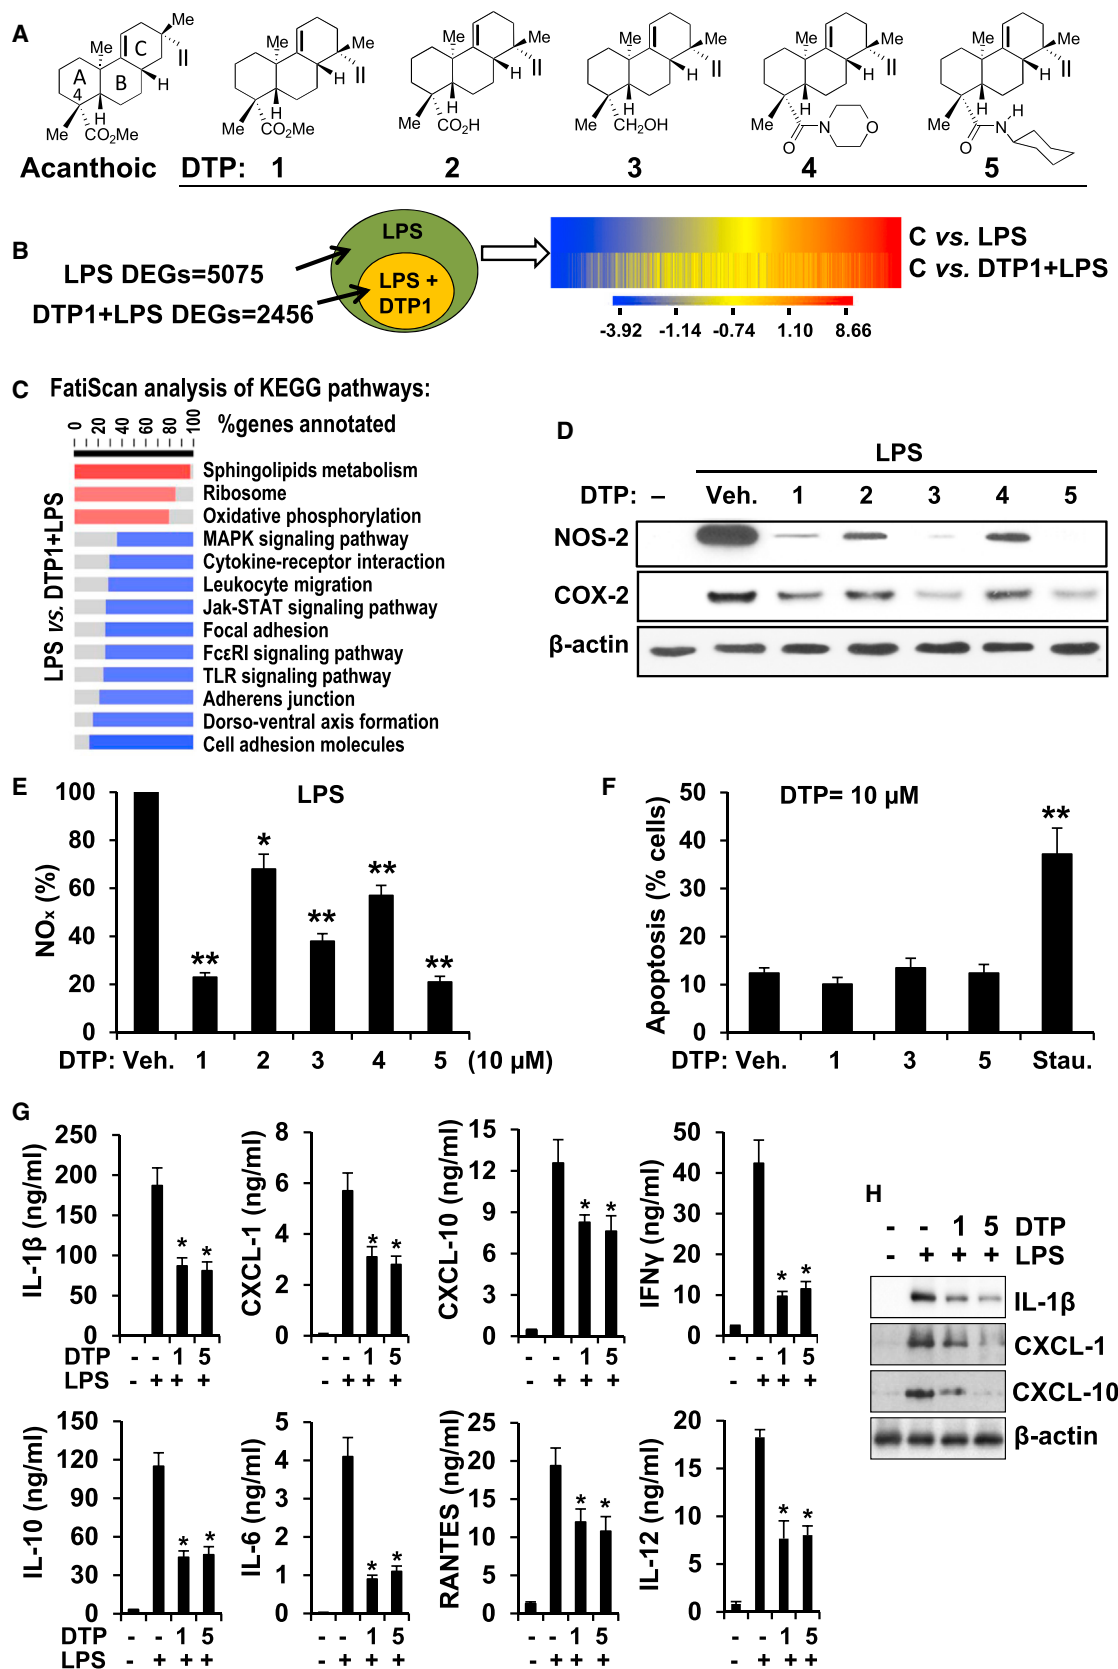 A
Me
C
Me
A
B
4
H
H
Me
CO₂Me
Acanthoic
Me
Me
H
H
Me
CO₂Me
Me
Me
H
H
Me
CO₂H
Me
Me
H
H
Me
CH₂OH
Me
Me
H
H
Me
N
O
O
Me
Me
H
H
Me
H
N
O
DTP: 1 2 3 4 5
B
LPS
LPS DEGs=5075
LPS +
DTP1
DTP1+LPS DEGs=2456
C vs. LPS
C vs. DTP1+LPS
-3.92 -1.14 -0.74 1.10 8.66
C FatiScan analysis of KEGG pathways:
0 20 40 60 80 100
%genes annotated
LPS vs. DTP1+LPS
Sphingolipids metabolism
Ribosome
Oxidative phosphorylation
MAPK signaling pathway
Cytokine-receptor interaction
Leukocyte migration
Jak-STAT signaling pathway
Focal adhesion
FcεRI signaling pathway
TLR signaling pathway
Adherens junction
Dorso-ventral axis formation
Cell adhesion molecules
D
LPS
DTP: – Veh. 1 2 3 4 5
NOS-2
COX-2
β-actin
E
LPS
NOx (%)
100
80
60
40
20
0
** * ** ** **
DTP: Veh. 1 2 3 4 5 (10 µM)
F
DTP= 10 µM
Apoptosis (% cells)
50
40
30
20
10
0
**
DTP: Veh. 1 3 5 Stau.
G
IL-1β (ng/ml)
250
200
150
100
50
0
* *
DTP - - 1 5
LPS - + + +
CXCL-1 (ng/ml)
8
6
4
2
0
* *
- - 1 5
- + + +
CXCL-10 (ng/ml)
15
12
9
6
3
0
* *
- - 1 5
- + + +
IFNγ (ng/ml)
50
40
30
20
10
0
* *
- - 1 5
- + + +
IL-10 (ng/ml)
150
120
90
60
30
0
* *
DTP - - 1 5
LPS - + + +
IL-6 (ng/ml)
5
4
3
2
1
0
* *
- - 1 5
- + + +
RANTES (ng/ml)
25
20
15
10
5
0
* *
- - 1 5
- + + +
IL-12 (ng/ml)
20
15
10
5
0
* *
- - 1 5
- + + +
H
- - 1 5 DTP
- + + + LPS
IL-1β
CXCL-1
CXCL-10
β-actin